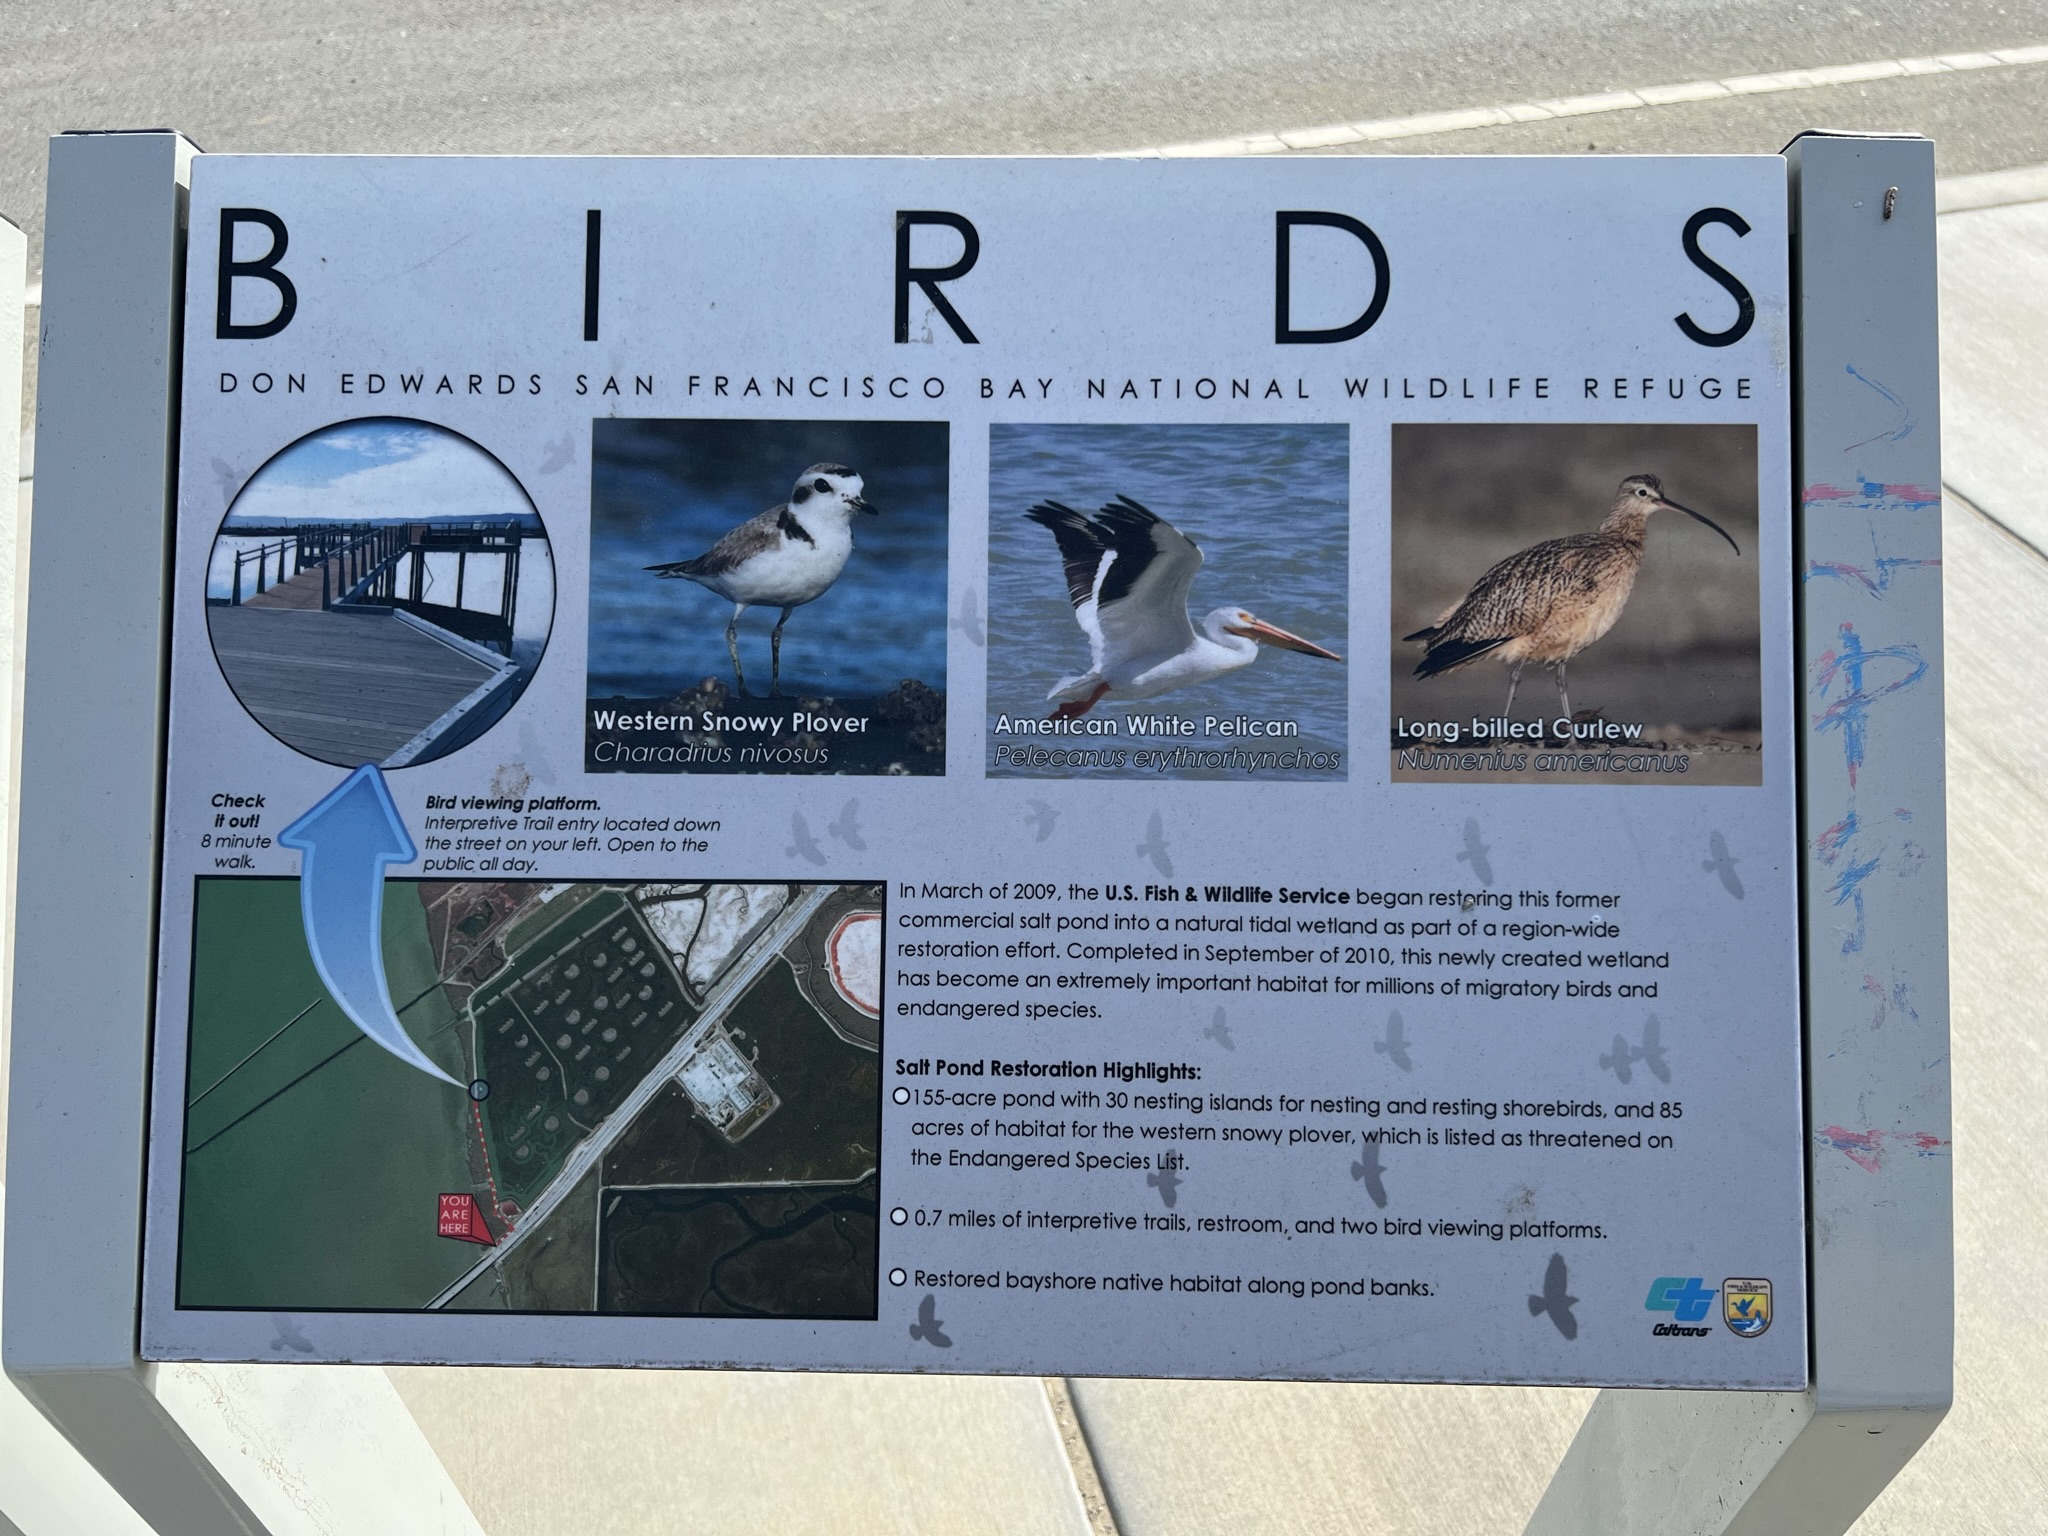 BIRDS
DON EDWARDS SAN FRANCISCO BAY NATIONAL WILDLIFE REFUGE
Western Snowy Plover
Charadrius nivosus
American White Pelican
Pelecanus erythrorhynchos
Long-billed Curlew
Numenius americanus
Check
it out!
8 minute
walk.
Bird viewing platform.
Interpretive Trail entry located down
the street on your left. Open to the
public all day.
YOU
ARE
HERE
In March of 2009, the U.S. Fish & Wildlife Service began restoring this former
commercial salt pond into a natural tidal wetland as part of a region-wide
restoration effort. Completed in September of 2010, this newly created wetland
has become an extremely important habitat for millions of migratory birds and
endangered species.
Salt Pond Restoration Highlights:
155-acre pond with 30 nesting islands for nesting and resting shorebirds, and 85
acres of habitat for the western snowy plover, which is listed as threatened on
the Endangered Species List.
0.7 miles of interpretive trails, restroom, and two bird viewing platforms.
Restored bayshore native habitat along pond banks.
Ct
Caltrans
U.S.
FISH & WILDLIFE
SERVICE